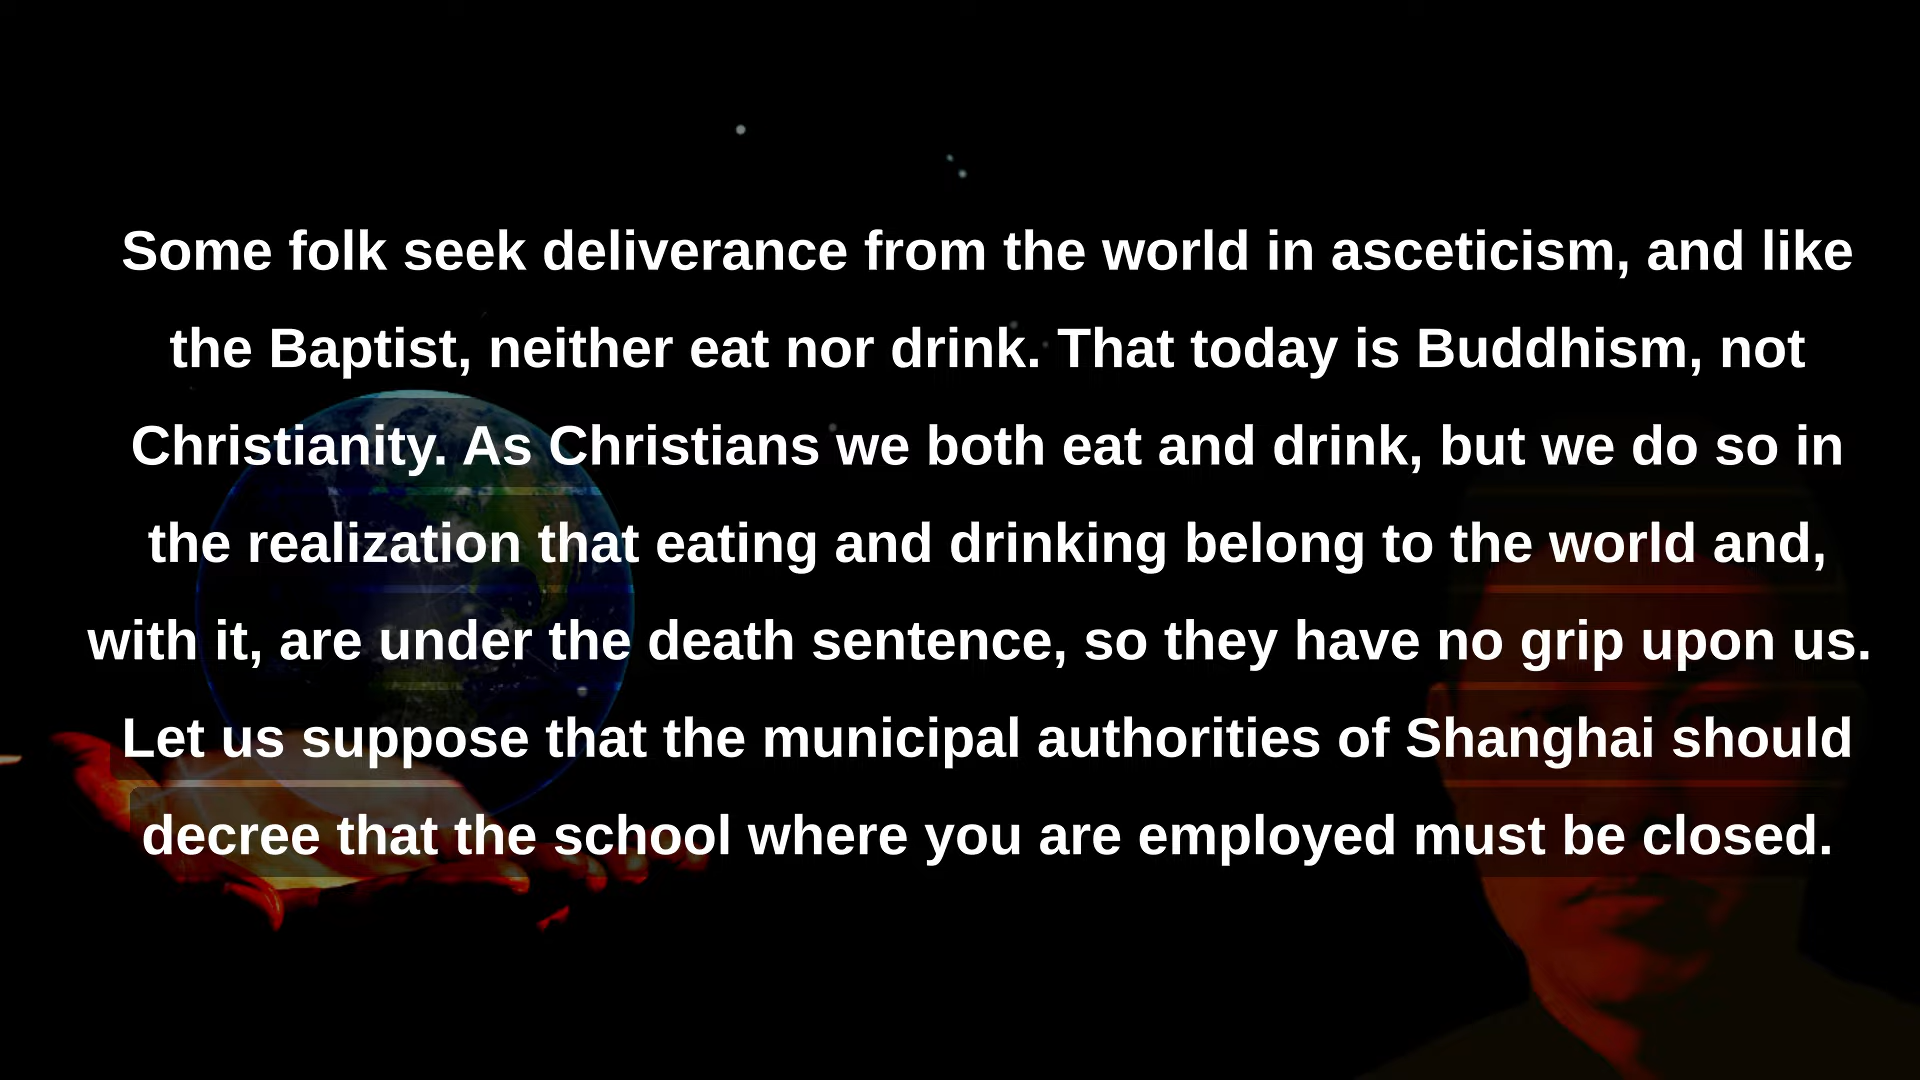 Some folk seek deliverance from the world in asceticism, and like
the Baptist, neither eat nor drink. That today is Buddhism, not
Christianity. As Christians we both eat and drink, but we do so in
the realization that eating and drinking belong to the world and,
with it, are under the death sentence, so they have no grip upon us.
Let us suppose that the municipal authorities of Shanghai should
decree that the school where you are employed must be closed.